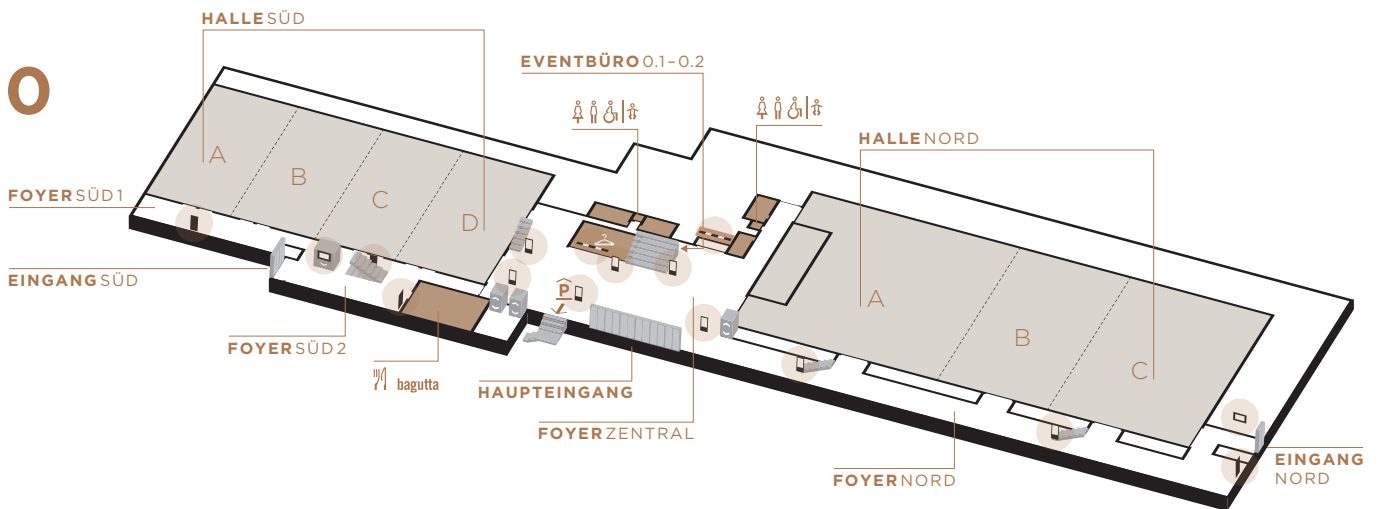 HALLE SÜD
0
EVENTBÜRO 0.1–0.2
HALLE NORD
A
B
C
D
FOYER SÜD 1
EINGANG SÜD
P
A
B
C
FOYER SÜD 2
bagutta
HAUPTEINGANG
FOYER ZENTRAL
FOYER NORD
EINGANG
NORD